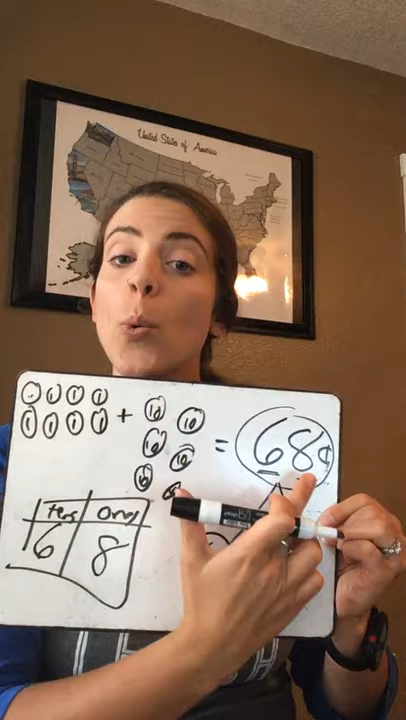 United States of America
1 1 1 1 + 10 10 = 68¢
1 1 1 1 10 10
10
Tens Ones
6 8